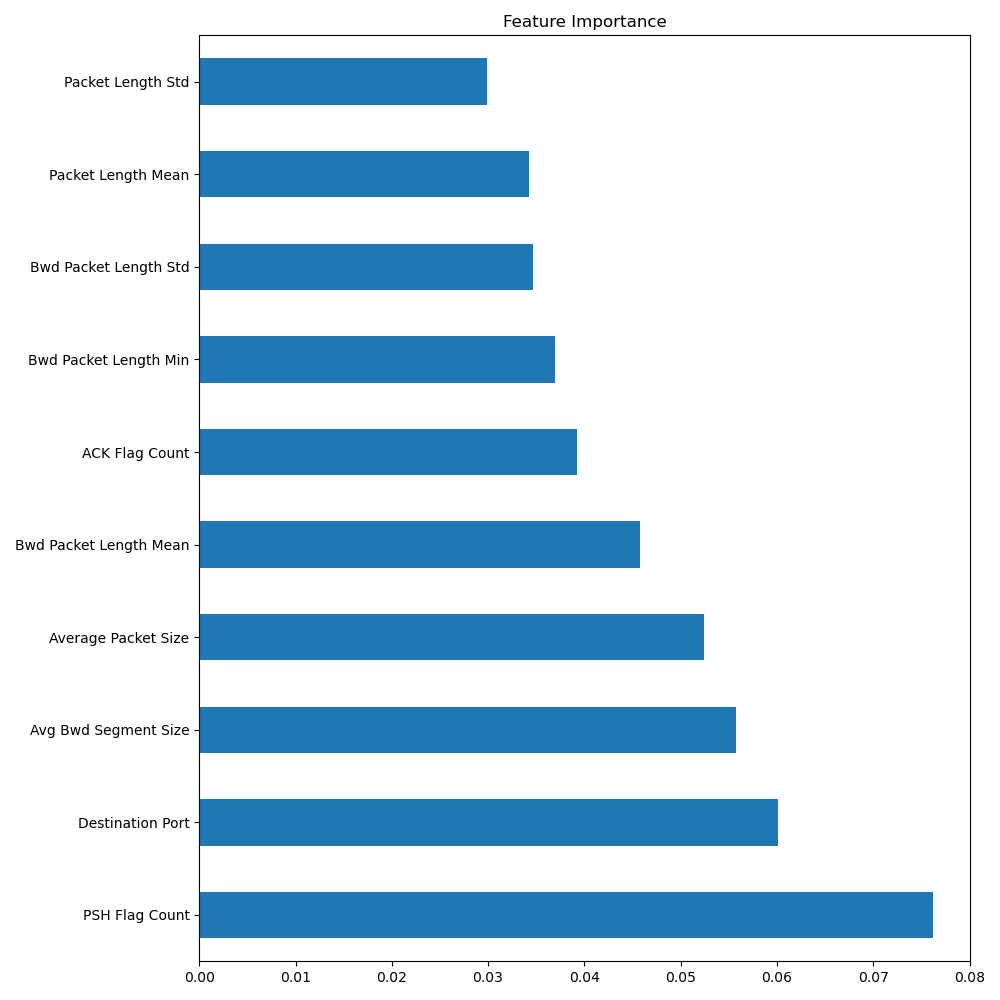 Feature Importance
Packet Length Std
Packet Length Mean
Bwd Packet Length Std
Bwd Packet Length Min
ACK Flag Count
Bwd Packet Length Mean
Average Packet Size
Avg Bwd Segment Size
Destination Port
PSH Flag Count
0.00 0.01 0.02 0.03 0.04 0.05 0.06 0.07 0.08